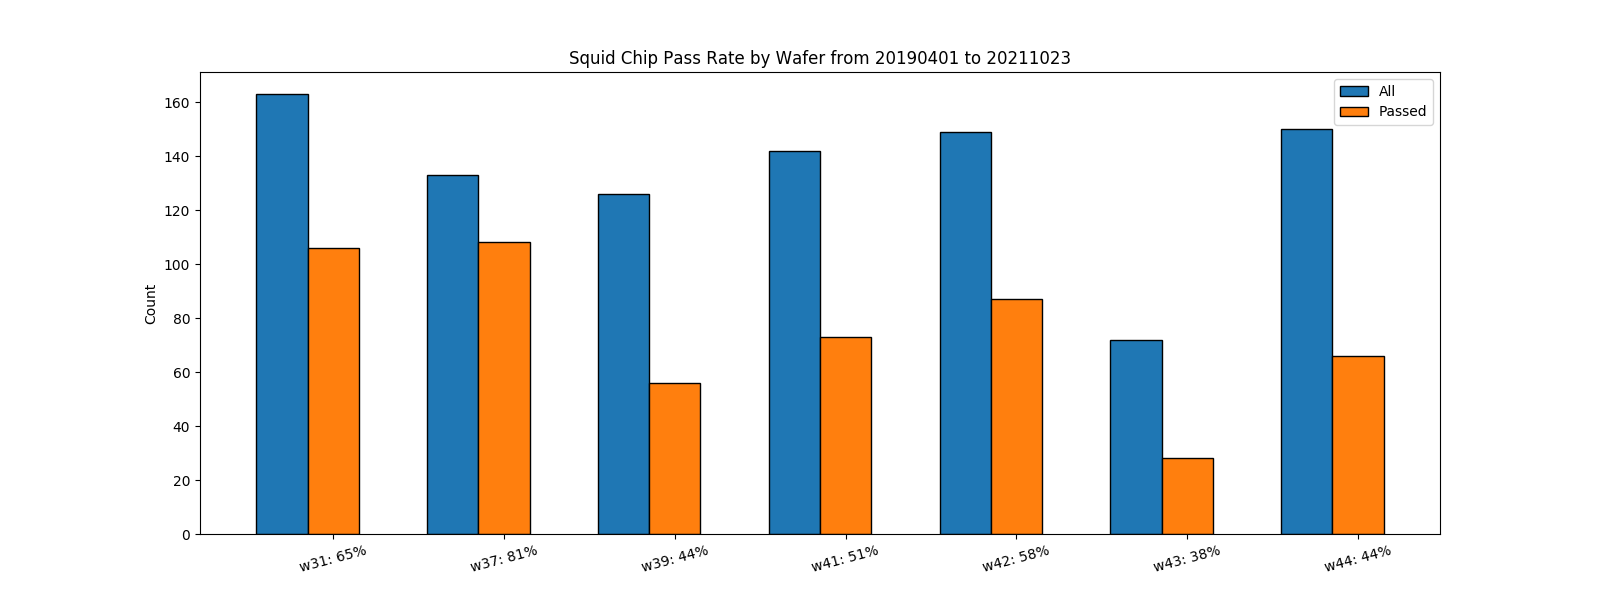 Squid Chip Pass Rate by Wafer from 20190401 to 20211023
All
Passed
160
140
120
100
80
60
40
20
0
Count
w31: 65%
w37: 81%
w39: 44%
w41: 51%
w42: 58%
w43: 38%
w44: 44%